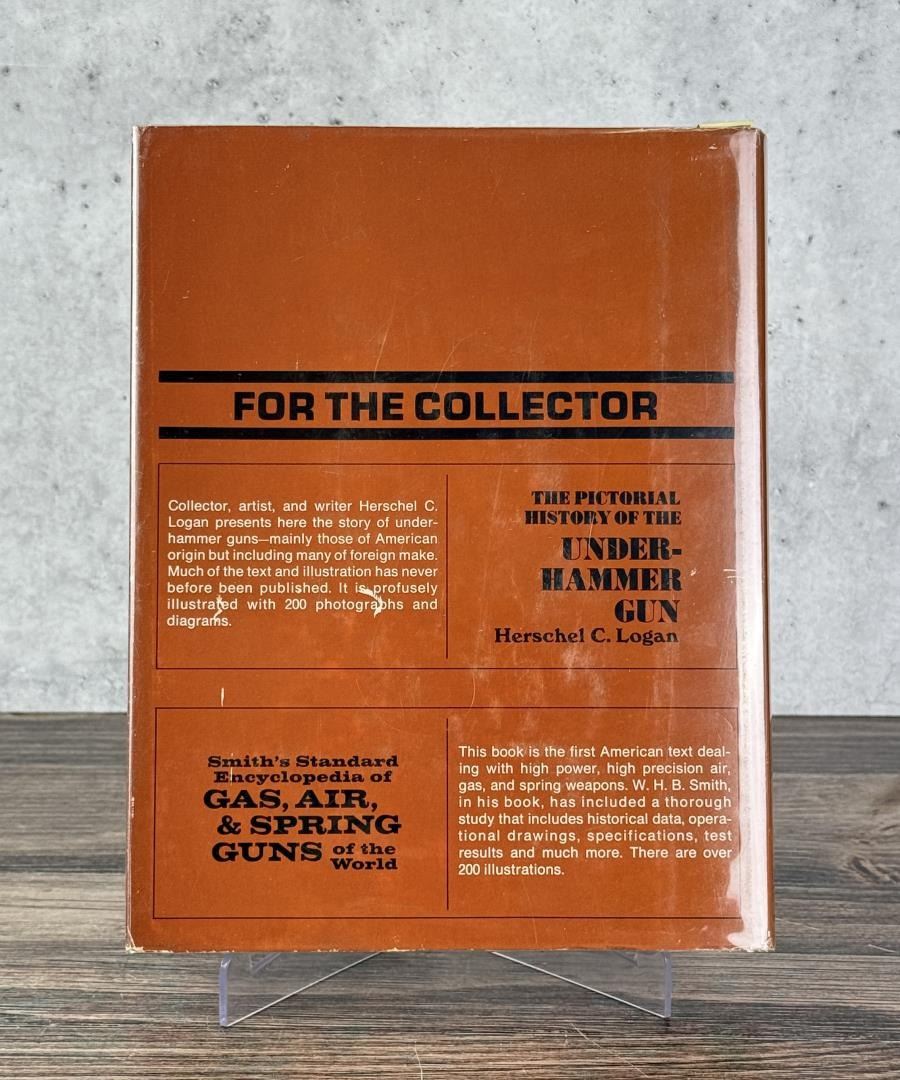 FOR THE COLLECTOR
Collector, artist, and writer Herschel C.
Logan presents here the story of under-
hammer guns—mainly those of American
origin but including many of foreign make.
Much of the text and illustration has never
before been published. It is profusely
illustrated with 200 photographs and
diagrams.
THE PICTORIAL
HISTORY OF THE
UNDER-
HAMMER
GUN
Herschel C. Logan
Smith's Standard
Encyclopedia of
GAS, AIR,
& SPRING
GUNS of the
World
This book is the first American text deal-
ing with high power, high precision air,
gas, and spring weapons. W. H. B. Smith,
in his book, has included a thorough
study that includes historical data, opera-
tional drawings, specifications, test
results and much more. There are over
200 illustrations.